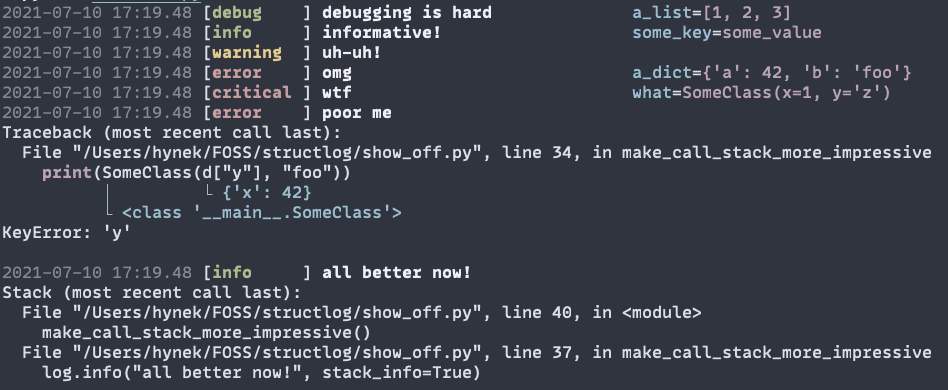 2021-07-10 17:19.48 [debug    ] debugging is hard              a_list=[1, 2, 3]
2021-07-10 17:19.48 [info     ] informative!                   some_key=some_value
2021-07-10 17:19.48 [warning  ] uh-uh!
2021-07-10 17:19.48 [error    ] omg                            a_dict={'a': 42, 'b': 'foo'}
2021-07-10 17:19.48 [critical ] wtf                            what=SomeClass(x=1, y='z')
2021-07-10 17:19.48 [error    ] poor me
Traceback (most recent call last):
  File "/Users/hynek/FOSS/structlog/show_off.py", line 34, in make_call_stack_more_impressive
    print(SomeClass(d["y"], "foo"))
          │         └ {'x': 42}
          └ <class '__main__.SomeClass'>
KeyError: 'y'

2021-07-10 17:19.48 [info     ] all better now!
Stack (most recent call last):
  File "/Users/hynek/FOSS/structlog/show_off.py", line 40, in <module>
    make_call_stack_more_impressive()
  File "/Users/hynek/FOSS/structlog/show_off.py", line 37, in make_call_stack_more_impressive
    log.info("all better now!", stack_info=True)